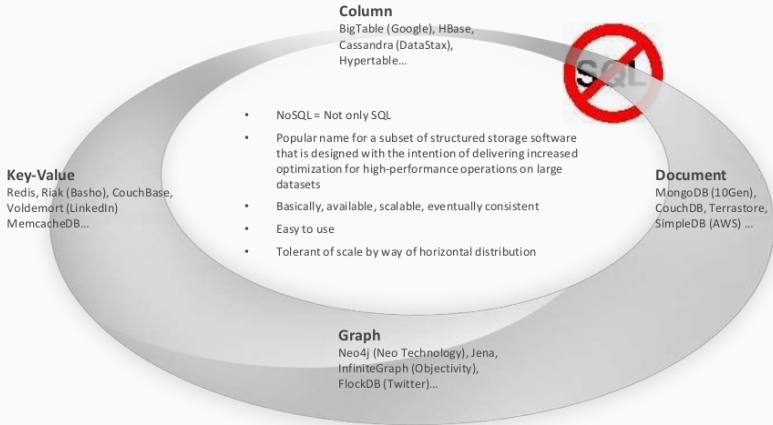 Column
BigTable (Google), HBase,
Cassandra (DataStax),
Hypertable...
SQL
• NoSQL = Not only SQL
• Popular name for a subset of structured storage software
that is designed with the intention of delivering increased
optimization for high-performance operations on large
datasets
• Basically, available, scalable, eventually consistent
• Easy to use
• Tolerant of scale by way of horizontal distribution
Key-Value
Redis, Riak (Basho), CouchBase,
Voldemort (LinkedIn)
MemcacheDB...
Document
MongoDB (10Gen),
CouchDB, Terrastore,
SimpleDB (AWS) ...
Graph
Neo4j (Neo Technology), Jena,
InfiniteGraph (Objectivity),
FlockDB (Twitter)...